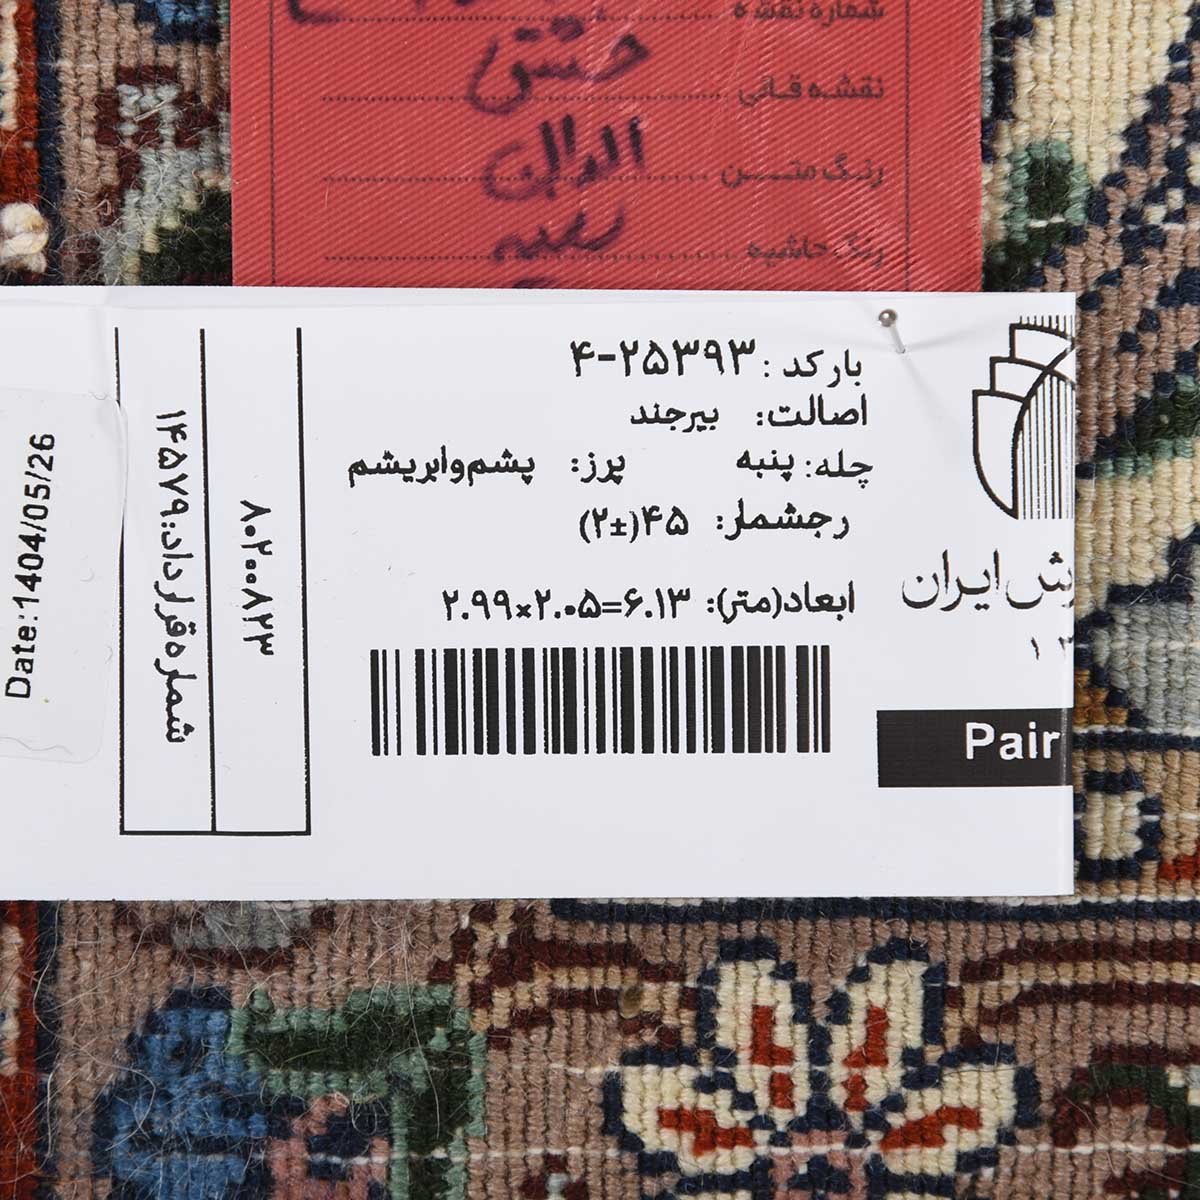 شماره نقشه
نقشه قالی
رنگ متن
رنگ حاشیه
بارکد: ۴-۲۵۳۹۳
اصالت: بیرجند
چله: پنبه پرز: پشم‌وابریشم
رجشمار: ۴۵(±۲)
ابعاد(متر): ۲.۹۹×۲.۰۵=۶.۱۳
ایران
Pair
۸۰۲۰۰۸۲۳
شماره قرارداد: ۱۴۵۷۹
Date:1404/05/26